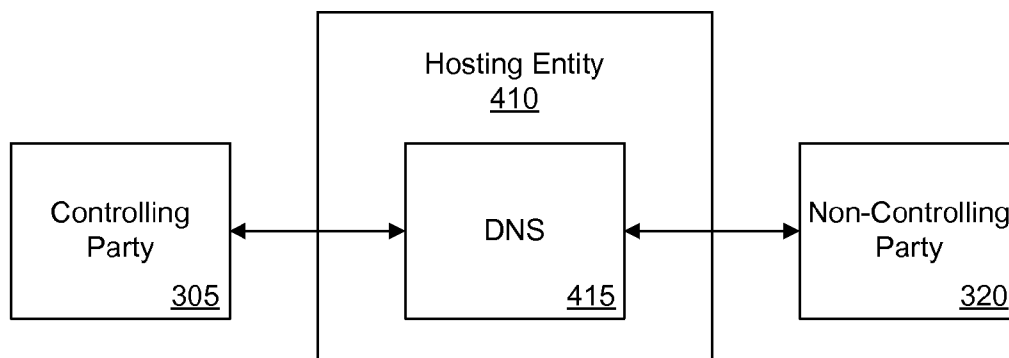 Hosting Entity
410
Controlling
Party
305
DNS
415
Non-Controlling
Party
320